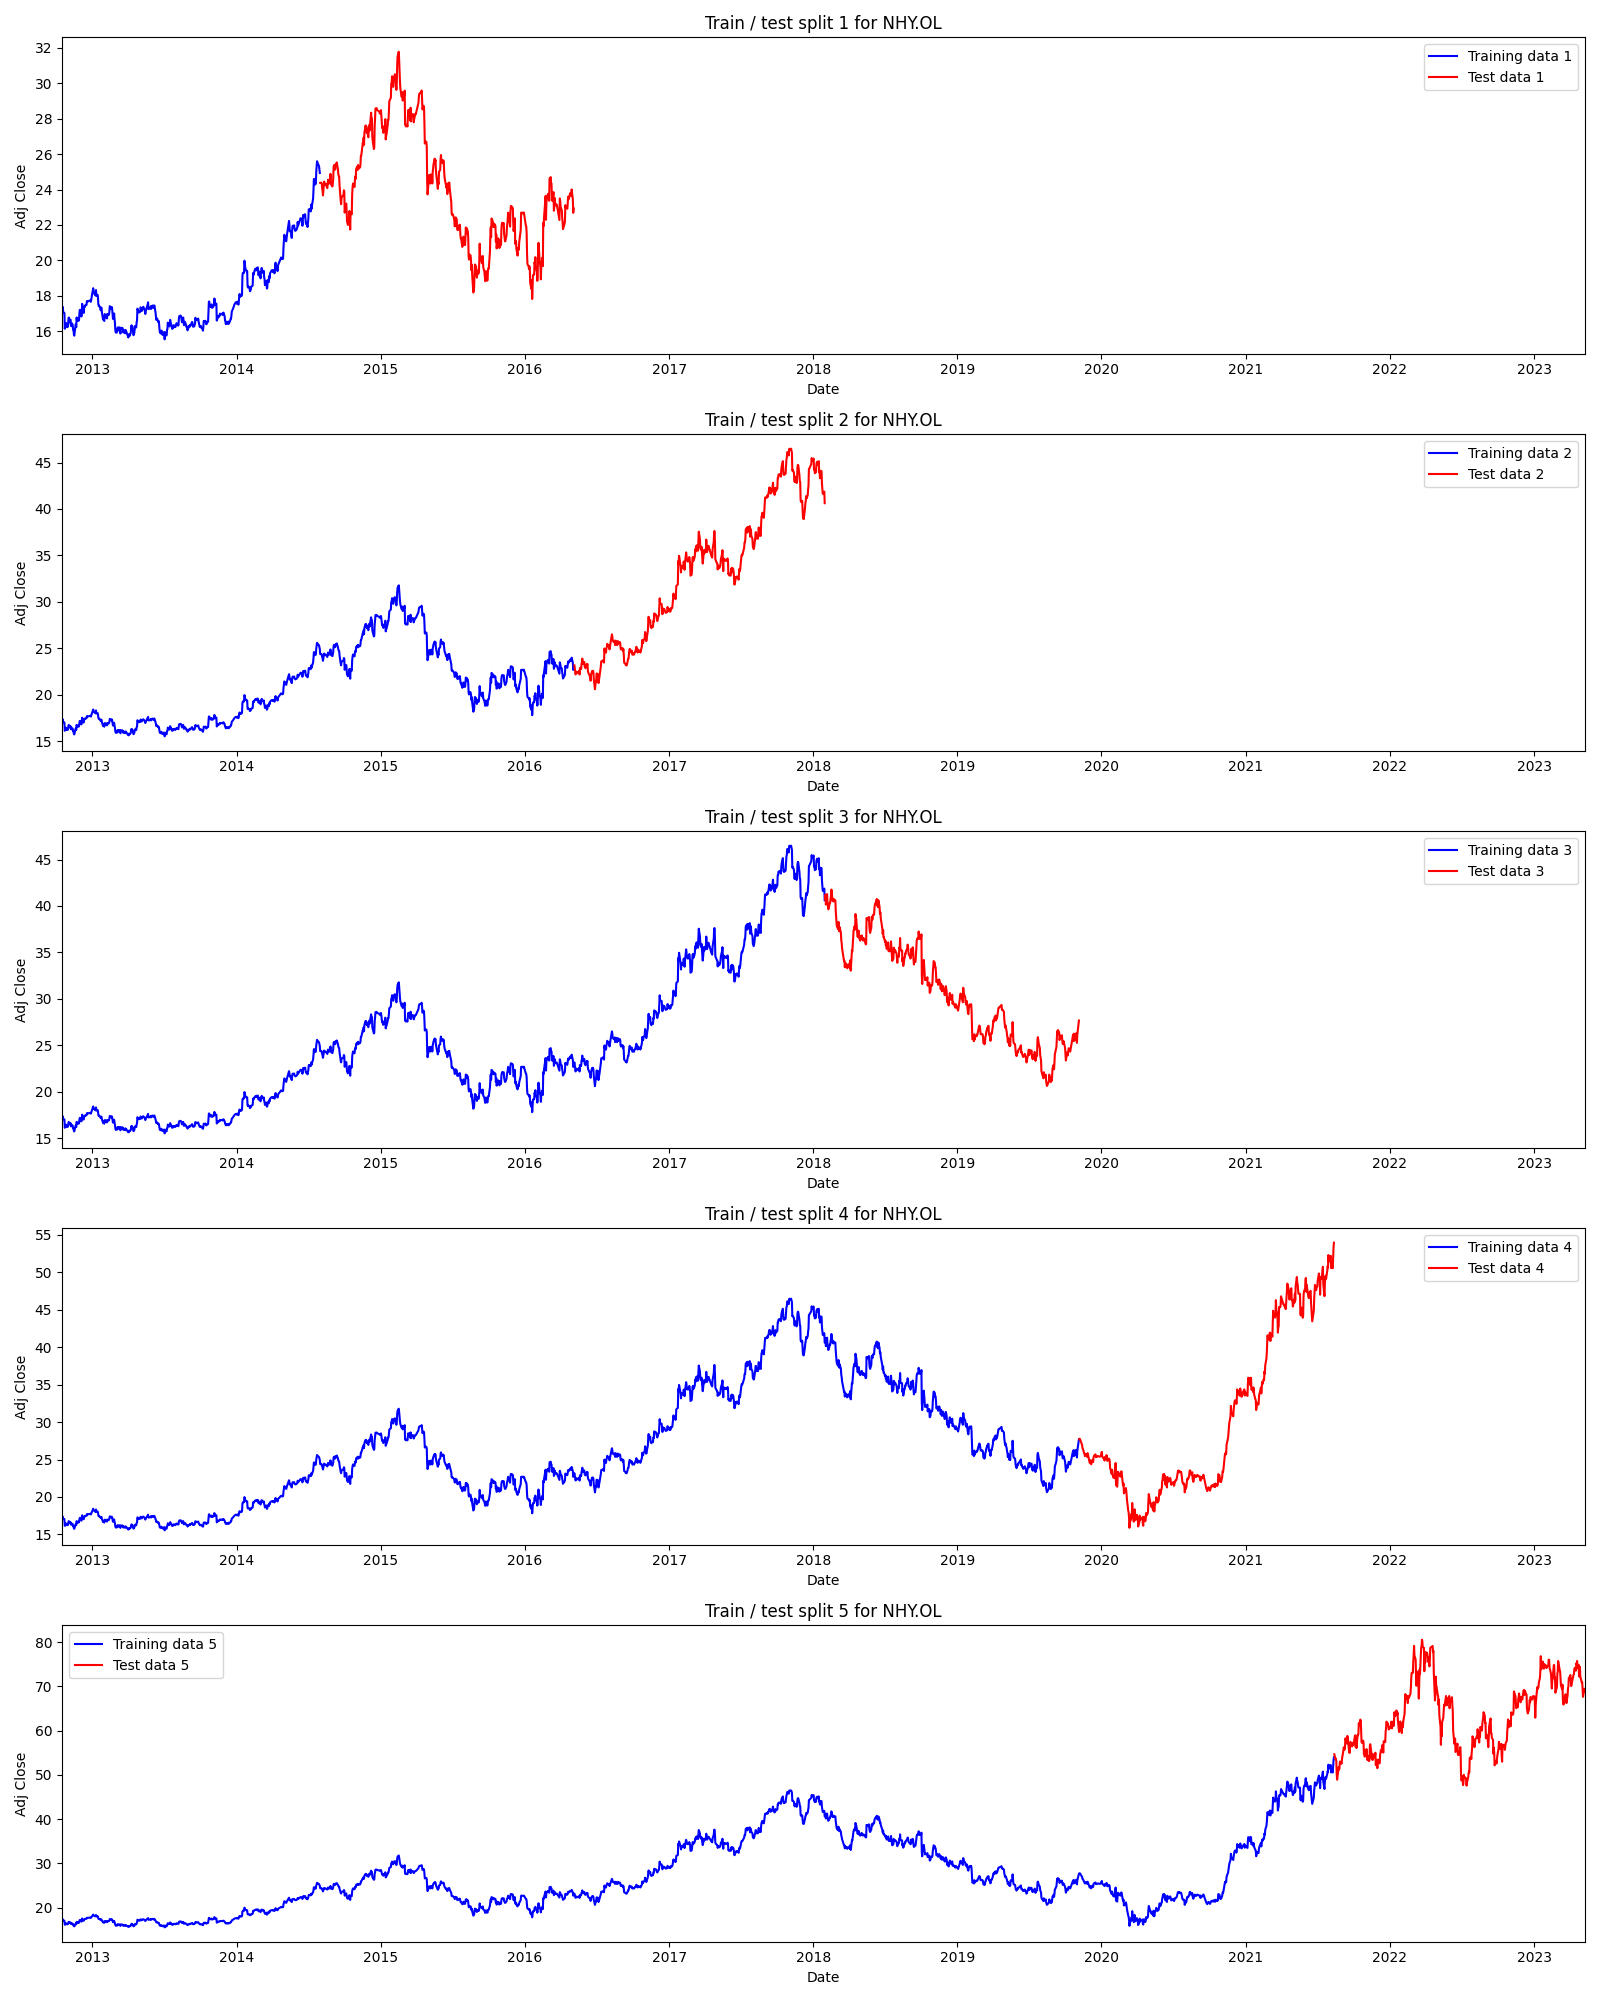 Train / test split 1 for NHY.OL
Training data 1
Test data 1
32
30
28
26
24
22
20
18
16
Adj Close
2013 2014 2015 2016 2017 2018 2019 2020 2021 2022 2023
Date
Train / test split 2 for NHY.OL
Training data 2
Test data 2
45
40
35
30
25
20
15
Adj Close
2013 2014 2015 2016 2017 2018 2019 2020 2021 2022 2023
Date
Train / test split 3 for NHY.OL
Training data 3
Test data 3
45
40
35
30
25
20
15
Adj Close
2013 2014 2015 2016 2017 2018 2019 2020 2021 2022 2023
Date
Train / test split 4 for NHY.OL
Training data 4
Test data 4
55
50
45
40
35
30
25
20
15
Adj Close
2013 2014 2015 2016 2017 2018 2019 2020 2021 2022 2023
Date
Train / test split 5 for NHY.OL
Training data 5
Test data 5
80
70
60
50
40
30
20
Adj Close
2013 2014 2015 2016 2017 2018 2019 2020 2021 2022 2023
Date